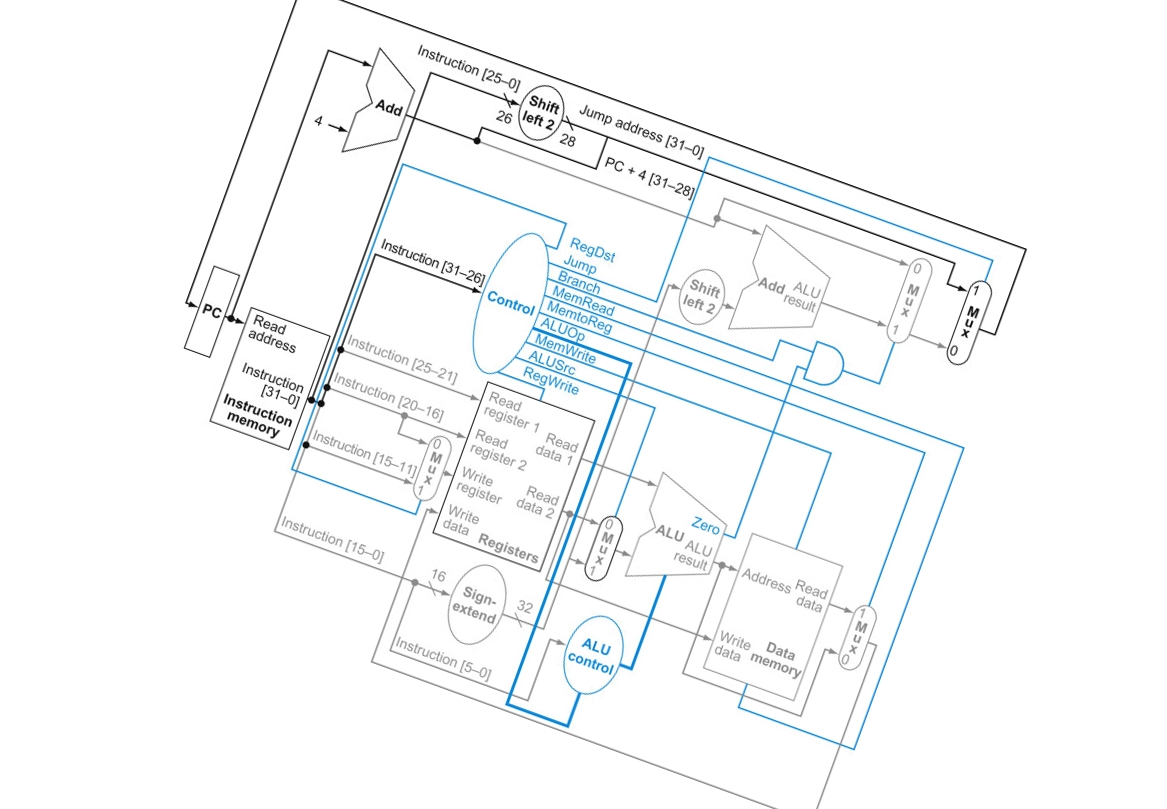 Instruction [25–0]
Shift
left 2
Jump address [31–0]
26
28
Add
4
PC + 4 [31–28]
RegDst
Jump
Branch
MemRead
MemtoReg
ALUOp
MemWrite
ALUSrc
RegWrite
Instruction [31–26]
Control
Shift
left 2
Add
ALU
result
0
Mux
1
1
Mux
0
PC
Read
address
Instruction
[31–0]
Instruction
memory
Instruction [25–21]
Instruction [20–16]
Instruction [15–11]
0
Mux
1
Read
register 1
Read
register 2
Write
register
Write
data
Read
data 1
Read
data 2
Registers
0
Mux
1
Zero
ALU
ALU
result
Address
Read
data
Write
data
Data
memory
1
Mux
0
Instruction [15–0]
16
Sign-
extend
32
ALU
control
Instruction [5–0]